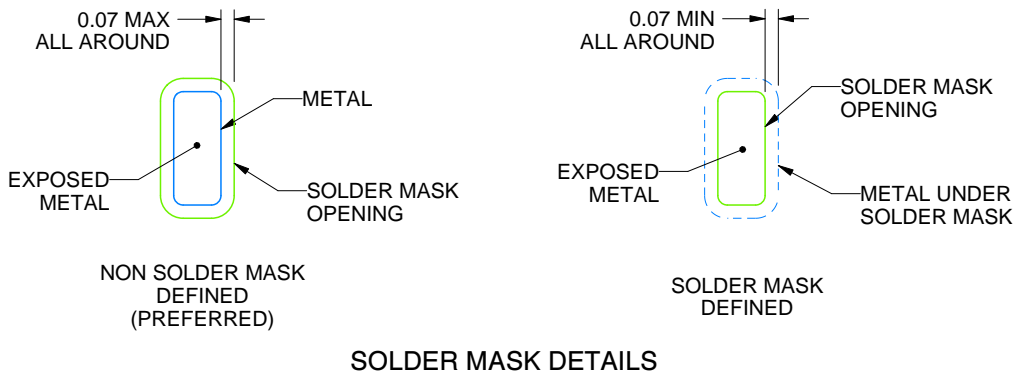 0.07 MAX
ALL AROUND
METAL
EXPOSED
METAL
SOLDER MASK
OPENING
NON SOLDER MASK
DEFINED
(PREFERRED)
0.07 MIN
ALL AROUND
SOLDER MASK
OPENING
EXPOSED
METAL
METAL UNDER
SOLDER MASK
SOLDER MASK
DEFINED
SOLDER MASK DETAILS